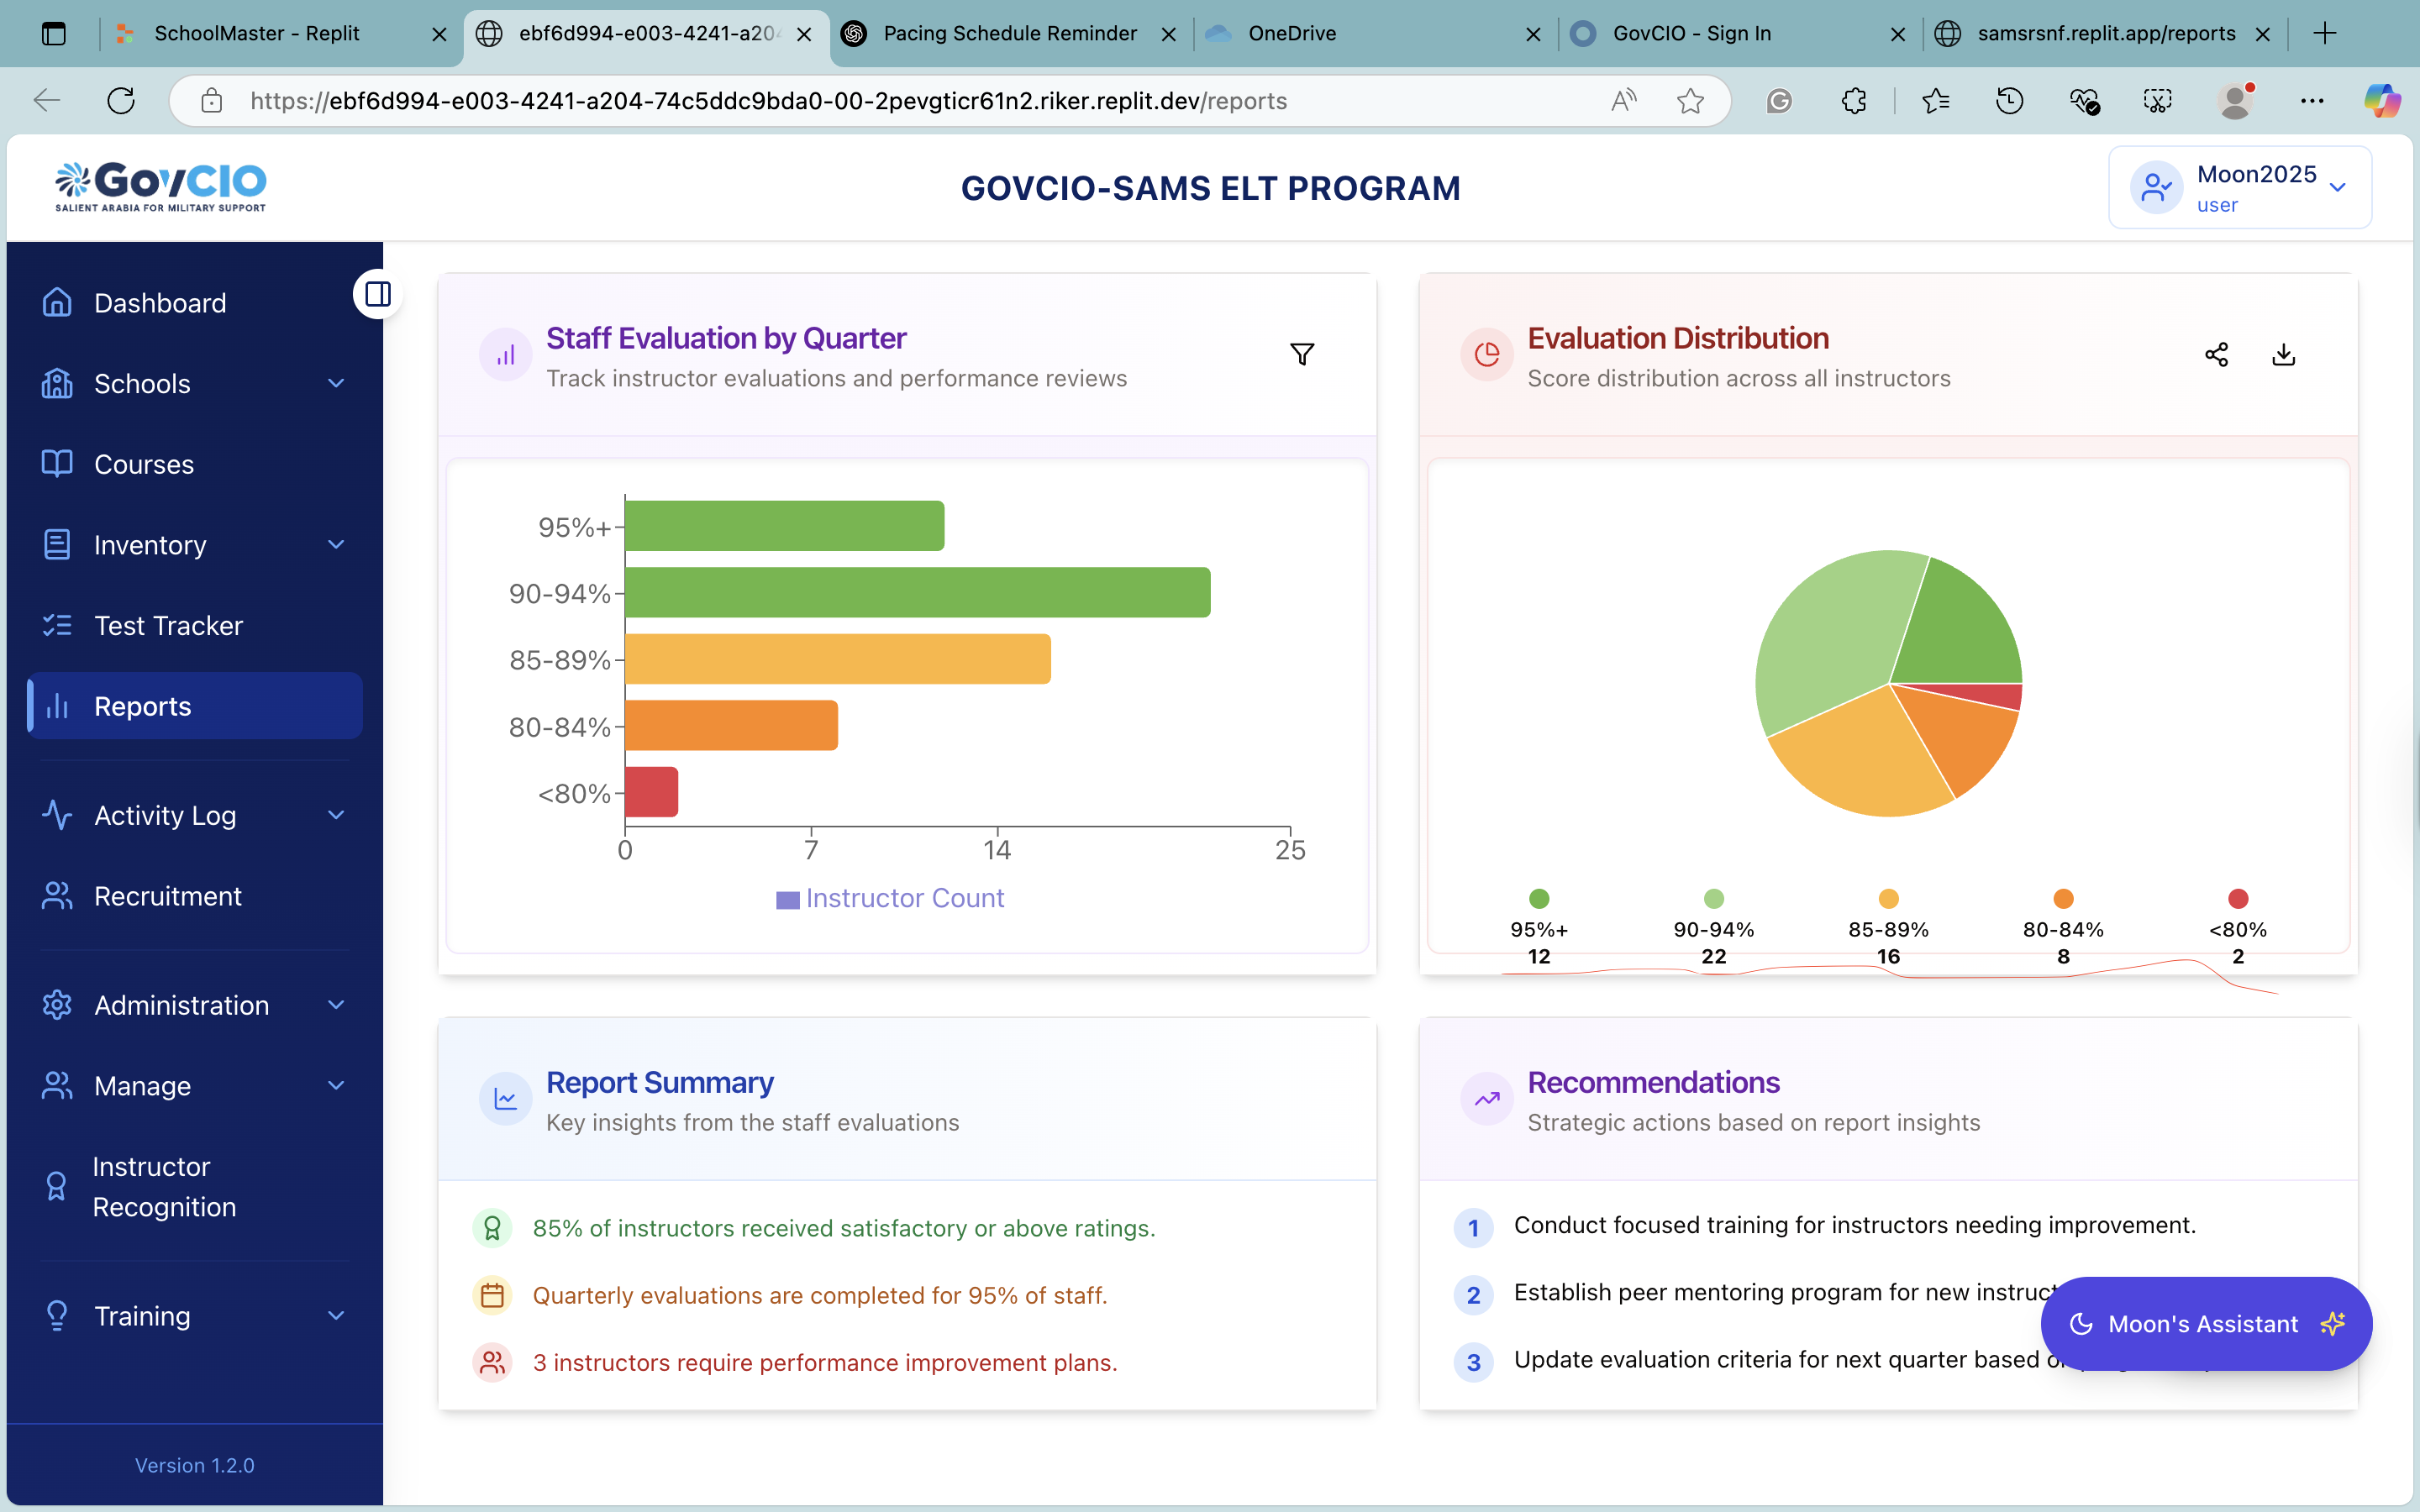 SchoolMaster - Replit
ebf6d994-e003-4241-a204
Pacing Schedule Reminder
OneDrive
GovCIO - Sign In
samsrsnf.replit.app/reports
https://ebf6d994-e003-4241-a204-74c5ddc9bda0-00-2pevgticr61n2.riker.replit.dev/reports
GovCIO
SALIENT ARABIA FOR MILITARY SUPPORT
GOVCIO-SAMS ELT PROGRAM
Moon2025
user
Dashboard
Schools
Courses
Inventory
Test Tracker
Reports
Activity Log
Recruitment
Administration
Manage
Instructor
Recognition
Training
Version 1.2.0
Staff Evaluation by Quarter
Track instructor evaluations and performance reviews
95%+
90-94%
85-89%
80-84%
<80%
0 7 14 25
Instructor Count
Evaluation Distribution
Score distribution across all instructors
95%+ 90-94% 85-89% 80-84% <80%
12 22 16 8 2
Report Summary
Key insights from the staff evaluations
85% of instructors received satisfactory or above ratings.
Quarterly evaluations are completed for 95% of staff.
3 instructors require performance improvement plans.
Recommendations
Strategic actions based on report insights
1 Conduct focused training for instructors needing improvement.
2 Establish peer mentoring program for new instruct
3 Update evaluation criteria for next quarter based
Moon's Assistant